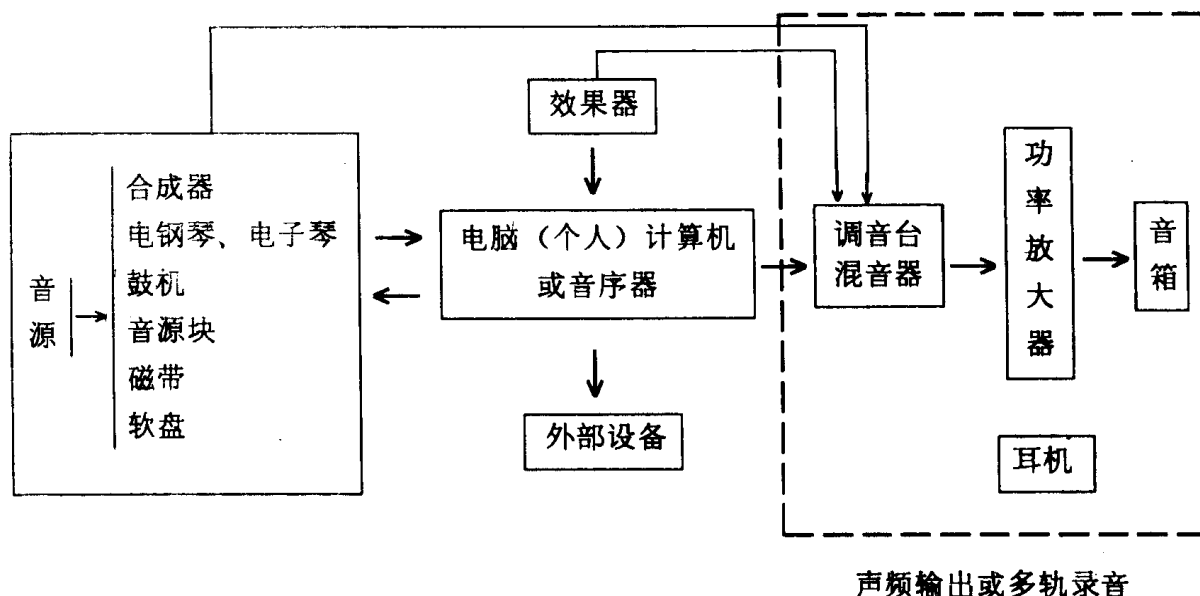 效果器
音源
合成器
电钢琴、电子琴
鼓机
音源块
磁带
软盘
电脑（个人）计算机
或音序器
外部设备
调音台
混音器
功率放大器
音箱
耳机
声频输出或多轨录音